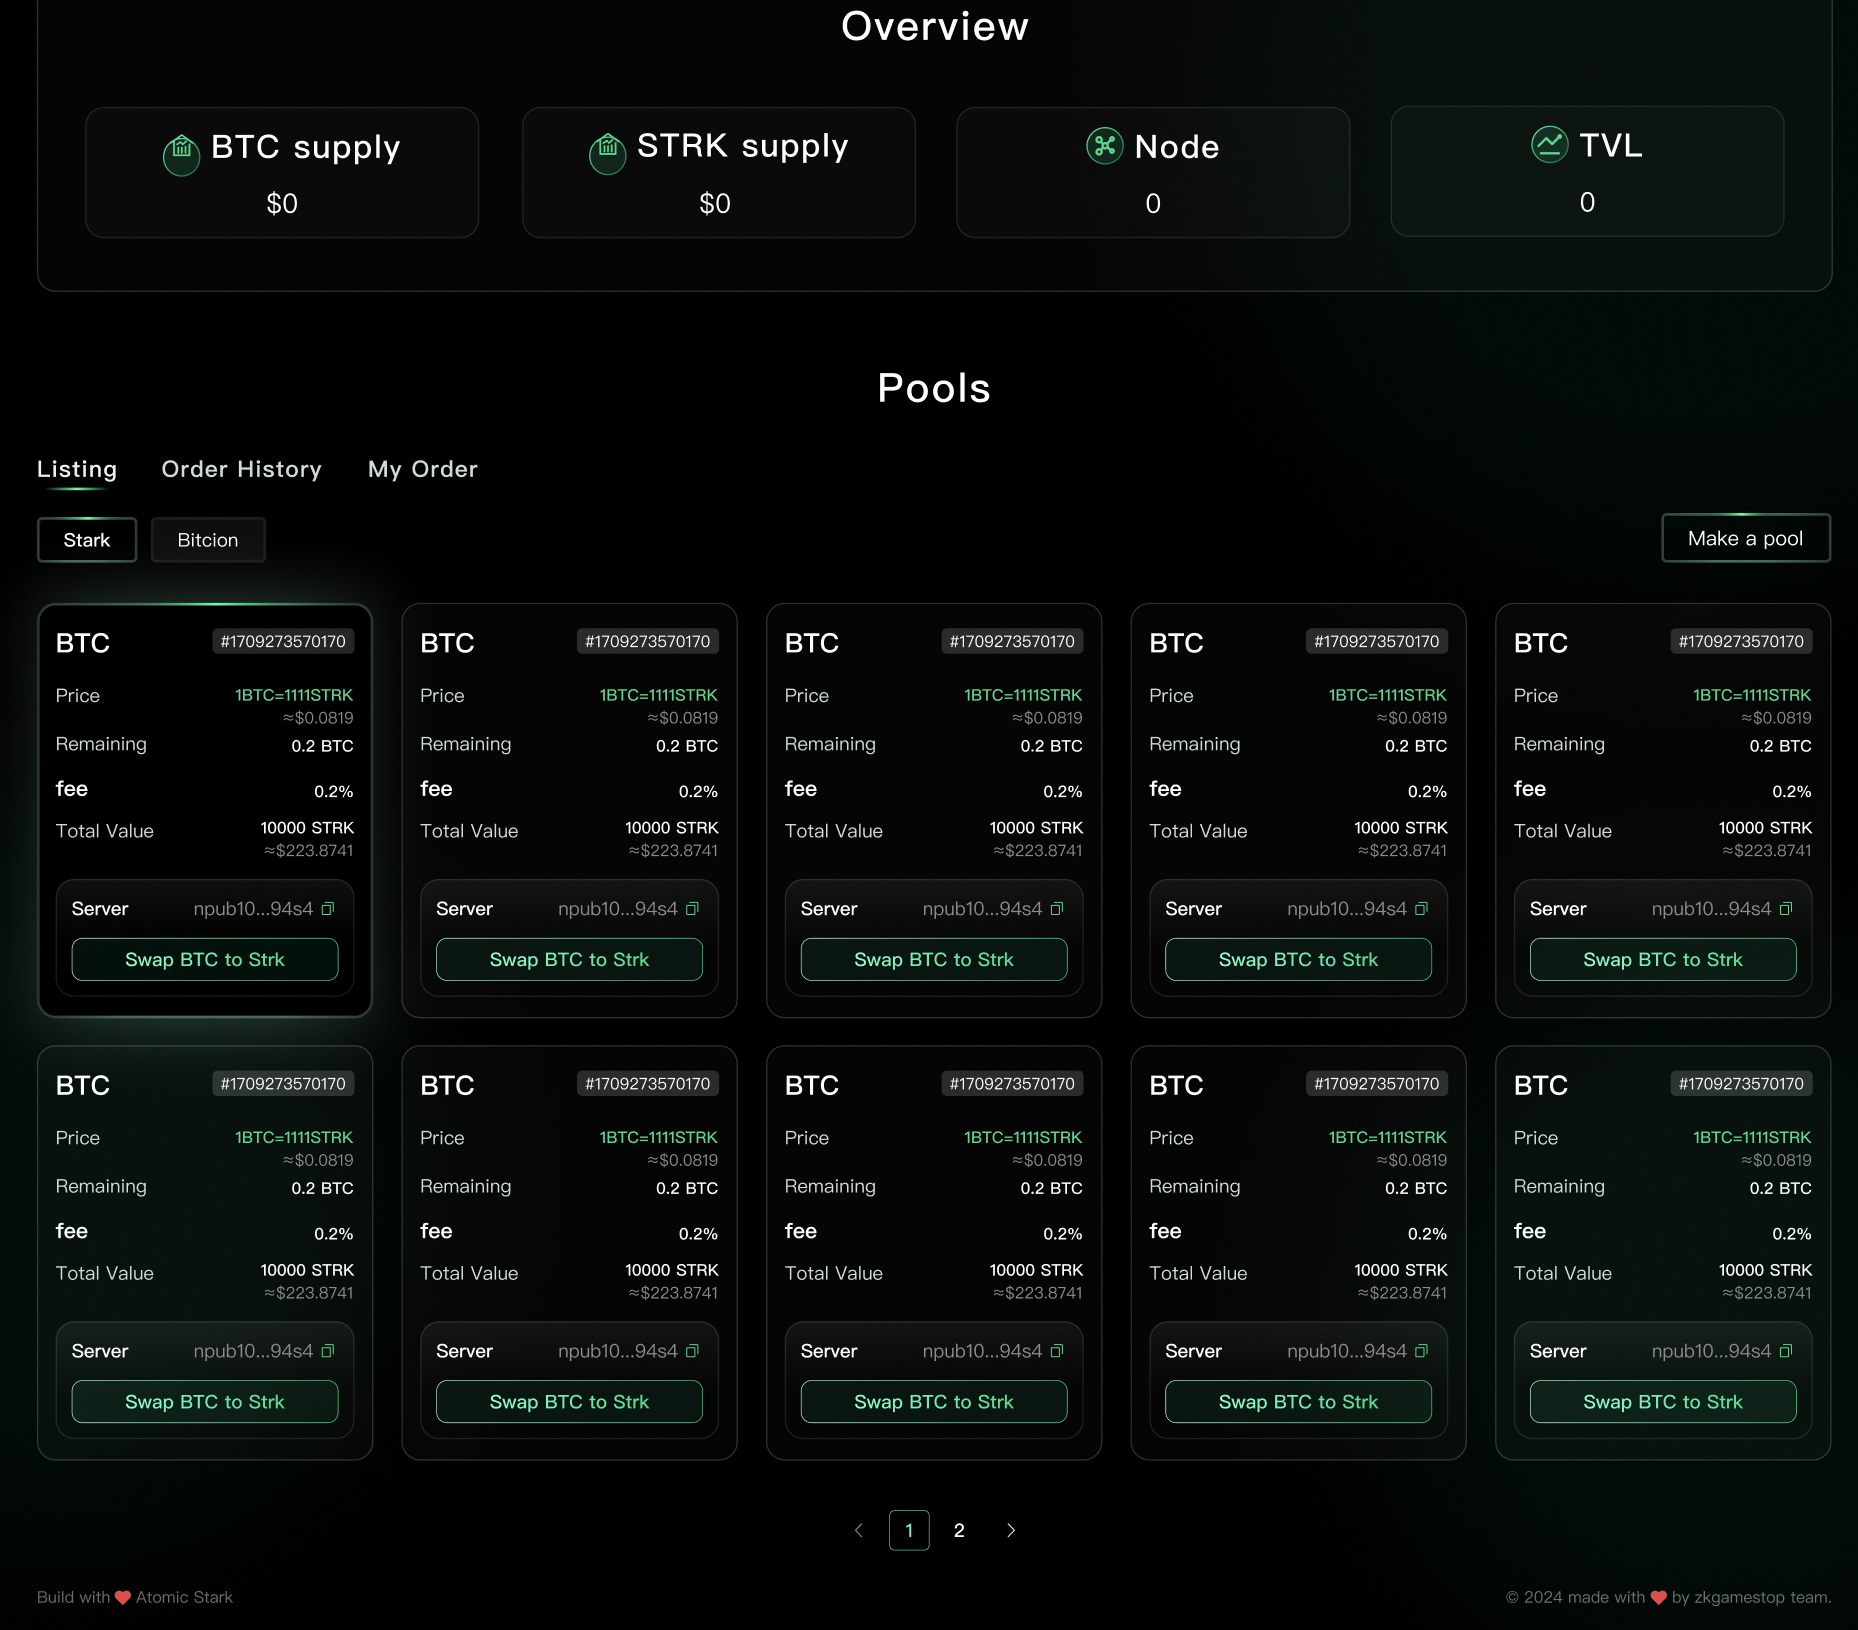 Overview
BTC supply
$0
STRK supply
$0
Node
0
TVL
0
Pools
Listing Order History My Order
Stark Bitcion Make a pool
BTC #1709273570170
Price 1BTC=1111STRK
≈$0.0819
Remaining 0.2 BTC
fee 0.2%
Total Value 10000 STRK
≈$223.8741
Server npub10...94s4
Swap BTC to Strk
BTC #1709273570170
Price 1BTC=1111STRK
≈$0.0819
Remaining 0.2 BTC
fee 0.2%
Total Value 10000 STRK
≈$223.8741
Server npub10...94s4
Swap BTC to Strk
BTC #1709273570170
Price 1BTC=1111STRK
≈$0.0819
Remaining 0.2 BTC
fee 0.2%
Total Value 10000 STRK
≈$223.8741
Server npub10...94s4
Swap BTC to Strk
BTC #1709273570170
Price 1BTC=1111STRK
≈$0.0819
Remaining 0.2 BTC
fee 0.2%
Total Value 10000 STRK
≈$223.8741
Server npub10...94s4
Swap BTC to Strk
BTC #1709273570170
Price 1BTC=1111STRK
≈$0.0819
Remaining 0.2 BTC
fee 0.2%
Total Value 10000 STRK
≈$223.8741
Server npub10...94s4
Swap BTC to Strk
BTC #1709273570170
Price 1BTC=1111STRK
≈$0.0819
Remaining 0.2 BTC
fee 0.2%
Total Value 10000 STRK
≈$223.8741
Server npub10...94s4
Swap BTC to Strk
BTC #1709273570170
Price 1BTC=1111STRK
≈$0.0819
Remaining 0.2 BTC
fee 0.2%
Total Value 10000 STRK
≈$223.8741
Server npub10...94s4
Swap BTC to Strk
BTC #1709273570170
Price 1BTC=1111STRK
≈$0.0819
Remaining 0.2 BTC
fee 0.2%
Total Value 10000 STRK
≈$223.8741
Server npub10...94s4
Swap BTC to Strk
BTC #1709273570170
Price 1BTC=1111STRK
≈$0.0819
Remaining 0.2 BTC
fee 0.2%
Total Value 10000 STRK
≈$223.8741
Server npub10...94s4
Swap BTC to Strk
BTC #1709273570170
Price 1BTC=1111STRK
≈$0.0819
Remaining 0.2 BTC
fee 0.2%
Total Value 10000 STRK
≈$223.8741
Server npub10...94s4
Swap BTC to Strk
1 2
Build with ❤ Atomic Stark
© 2024 made with ❤ by zkgamestop team.